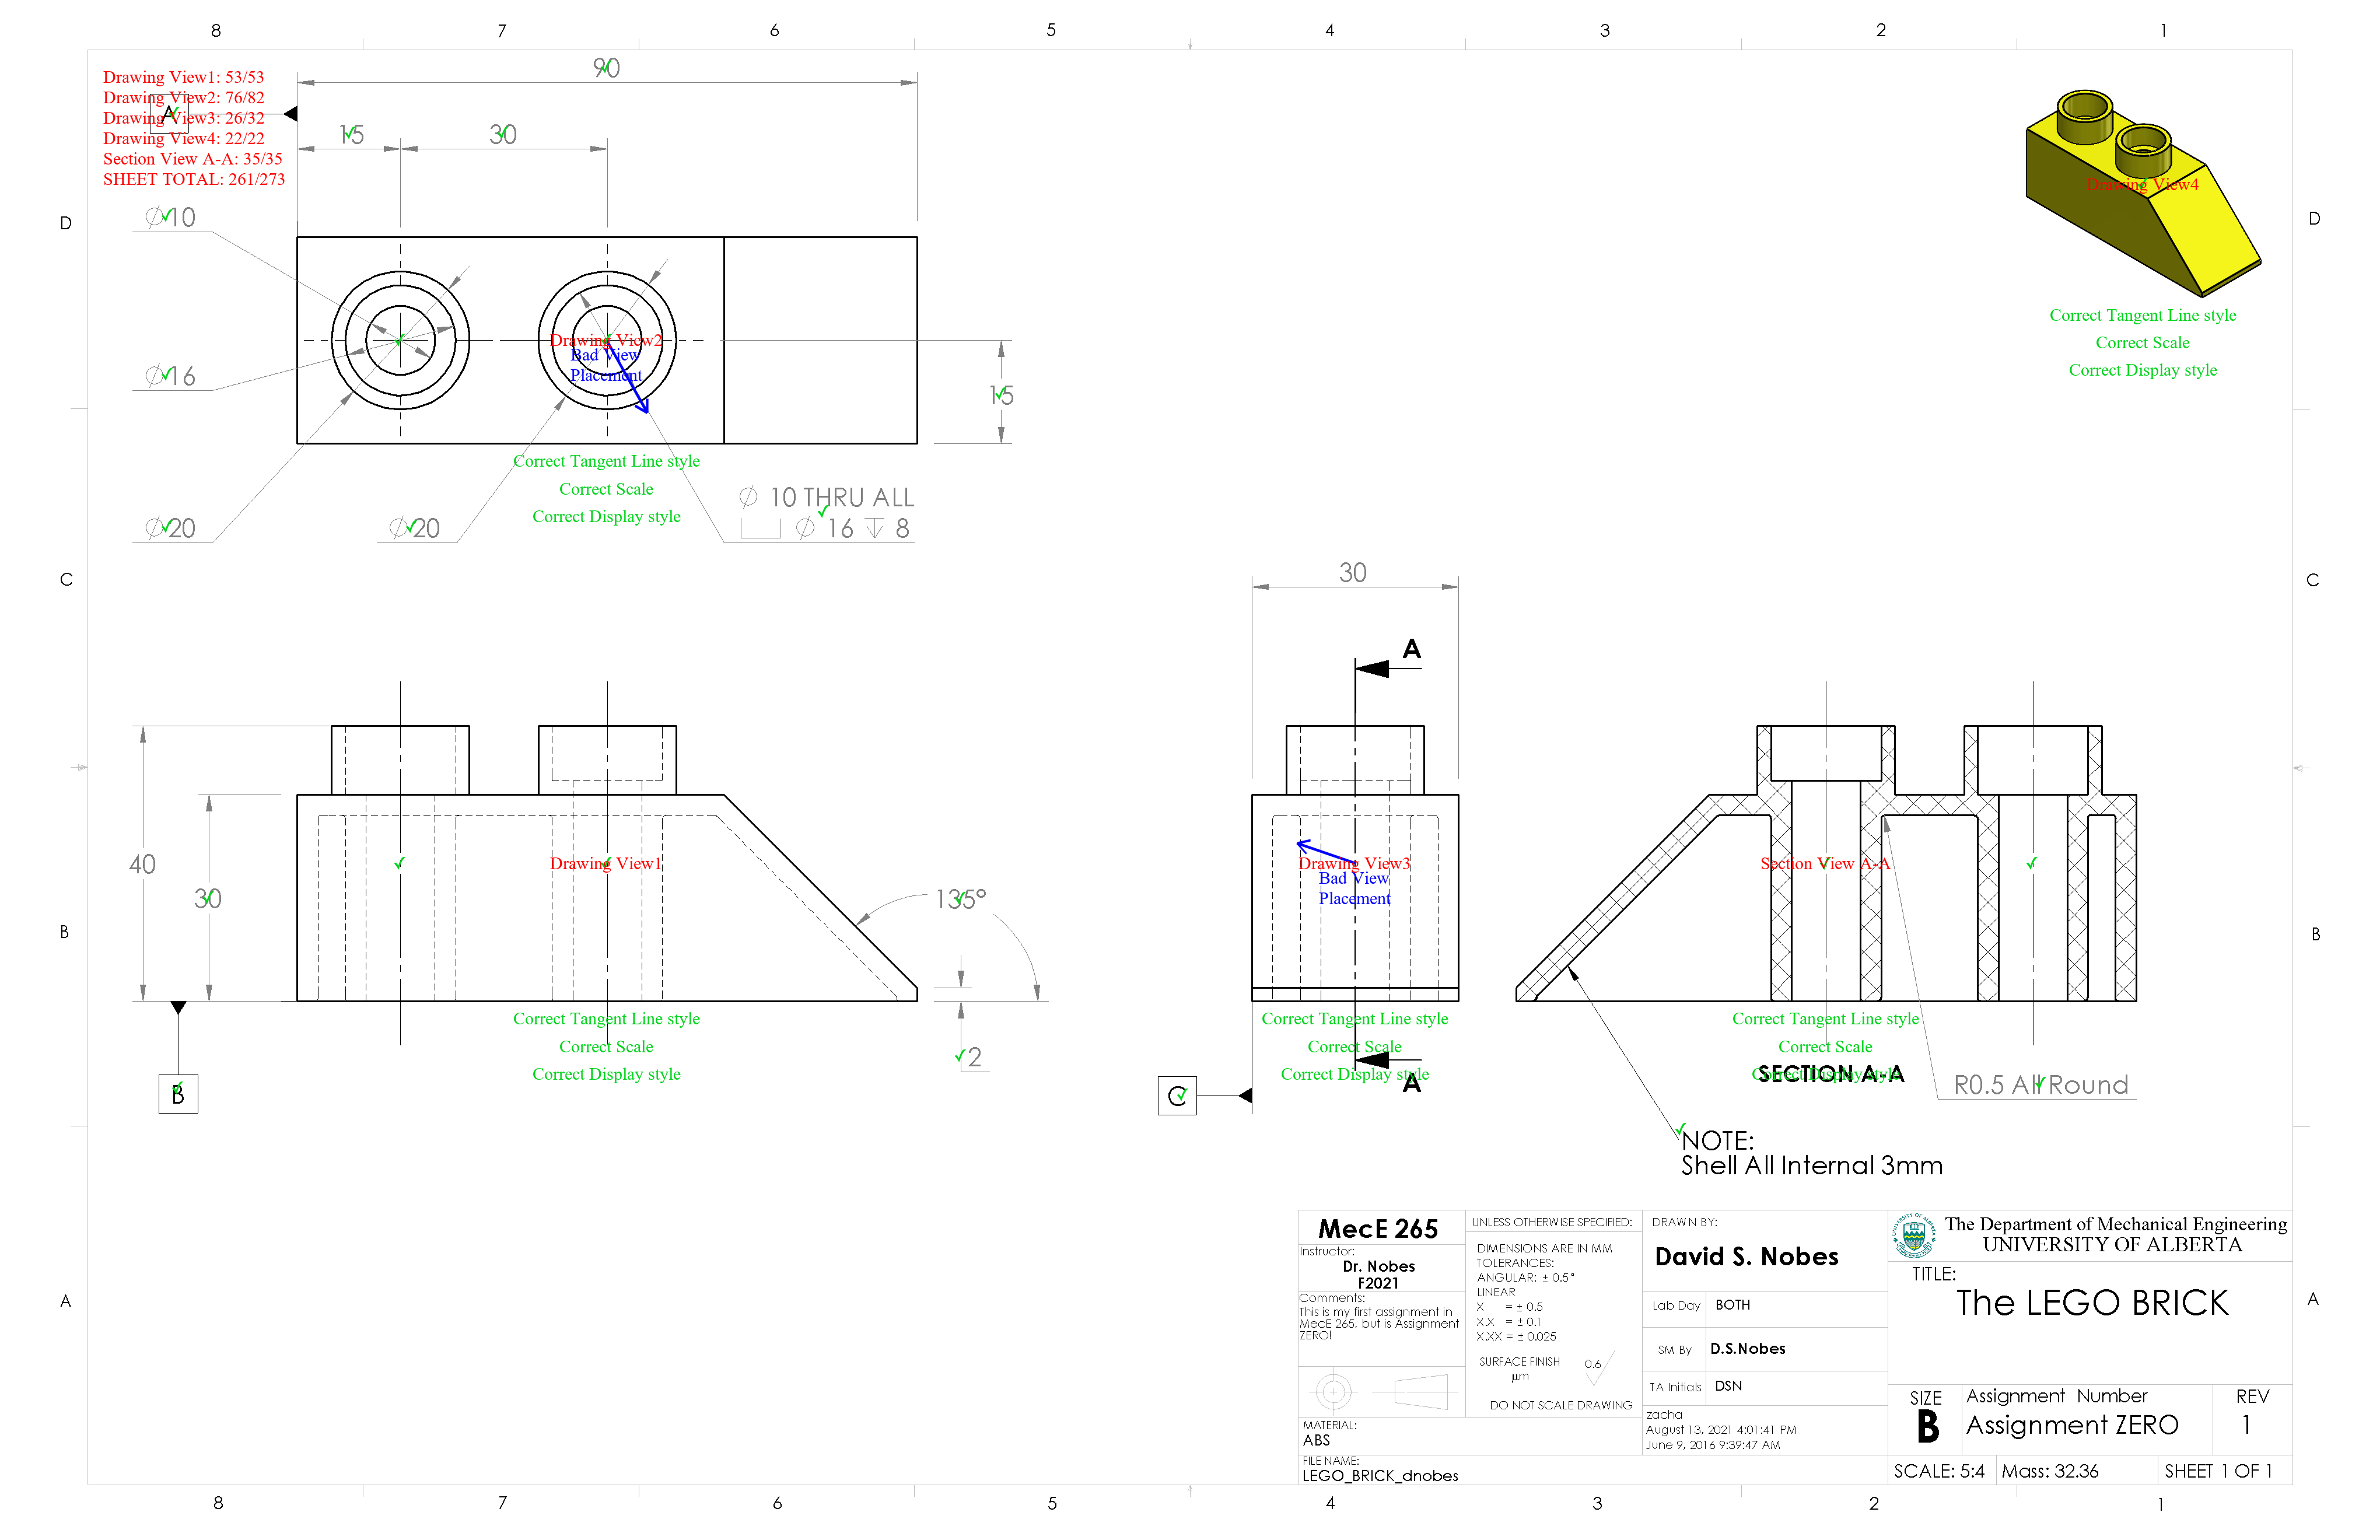 8 7 6 5 4 3 2 1
Drawing View1: 53/53
Drawing View2: 76/82
Drawing View3: 26/32
Drawing View4: 22/22
Section View A-A: 35/35
SHEET TOTAL: 261/273
A
90
15
30
D
D
Ø10
Ø16
Ø20
Ø20
Drawing View2
Bad View
Placement
15
Correct Tangent Line style
Correct Scale
Correct Display style
Ø 10 THRU ALL
⌴ Ø 16 ↧ 8
Drawing View4
Correct Tangent Line style
Correct Scale
Correct Display style
C
C
40
30
Drawing View1
135°
2
B
Correct Tangent Line style
Correct Scale
Correct Display style
30
A
Drawing View3
Bad View
Placement
Correct Tangent Line style
Correct Scale
Correct Display style
A
C
Section View A-A
Correct Tangent Line style
Correct Scale
Correct Display style
SECTION A-A
R0.5 All Round
NOTE:
Shell All Internal 3mm
B
B
A
A
MecE 265
Instructor:
Dr. Nobes
F2021
Comments:
This is my first assignment in
MecE 265, but is Assignment
ZERO!
MATERIAL:
ABS
FILE NAME:
LEGO_BRICK_dnobes
UNLESS OTHERWISE SPECIFIED:
DIMENSIONS ARE IN MM
TOLERANCES:
ANGULAR: ± 0.5°
LINEAR
X = ± 0.5
X.X = ± 0.1
X.XX = ± 0.025
SURFACE FINISH 0.6
µm
DO NOT SCALE DRAWING
DRAWN BY:
David S. Nobes
Lab Day BOTH
SM By D.S.Nobes
TA Initials DSN
zacha
August 13, 2021 4:01:41 PM
June 9, 2016 9:39:47 AM
The Department of Mechanical Engineering
UNIVERSITY OF ALBERTA
TITLE:
The LEGO BRICK
SIZE
B
Assignment Number
Assignment ZERO
REV
1
SCALE: 5:4 Mass: 32.36 SHEET 1 OF 1
8 7 6 5 4 3 2 1